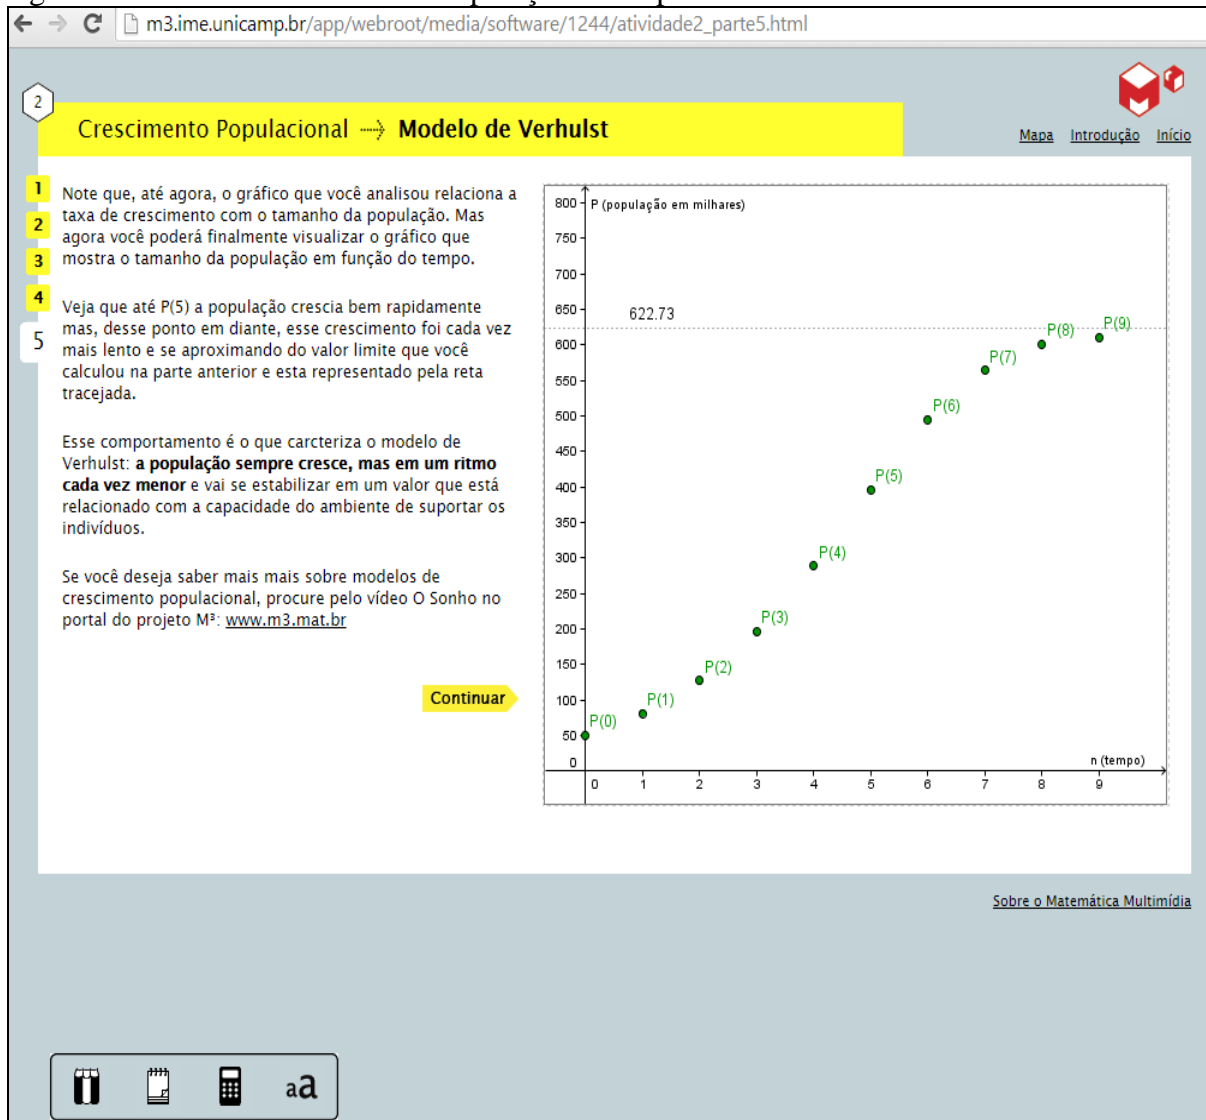 m3.ime.unicamp.br/app/webroot/media/software/1244/atividade2_parte5.html
2
Crescimento Populacional Modelo de Verhulst
Mapa Introdução Início
1
2
3
4
5
Note que, até agora, o gráfico que você analisou relaciona a
taxa de crescimento com o tamanho da população. Mas
agora você poderá finalmente visualizar o gráfico que
mostra o tamanho da população em função do tempo.
Veja que até P(5) a população crescia bem rapidamente
mas, desse ponto em diante, esse crescimento foi cada vez
mais lento e se aproximando do valor limite que você
calculou na parte anterior e esta representado pela reta
tracejada.
Esse comportamento é o que carcteriza o modelo de
Verhulst: a população sempre cresce, mas em um ritmo
cada vez menor e vai se estabilizar em um valor que está
relacionado com a capacidade do ambiente de suportar os
indivíduos.
Se você deseja saber mais mais sobre modelos de
crescimento populacional, procure pelo vídeo O Sonho no
portal do projeto M³: www.m3.mat.br
Continuar
P (população em milhares)
800
750
700
650
600
550
500
450
400
350
300
250
200
150
100
50
0
622.73
P(0)
P(1)
P(2)
P(3)
P(4)
P(5)
P(6)
P(7)
P(8)
P(9)
n (tempo)
0 1 2 3 4 5 6 7 8 9
Sobre o Matemática Multimídia
aa